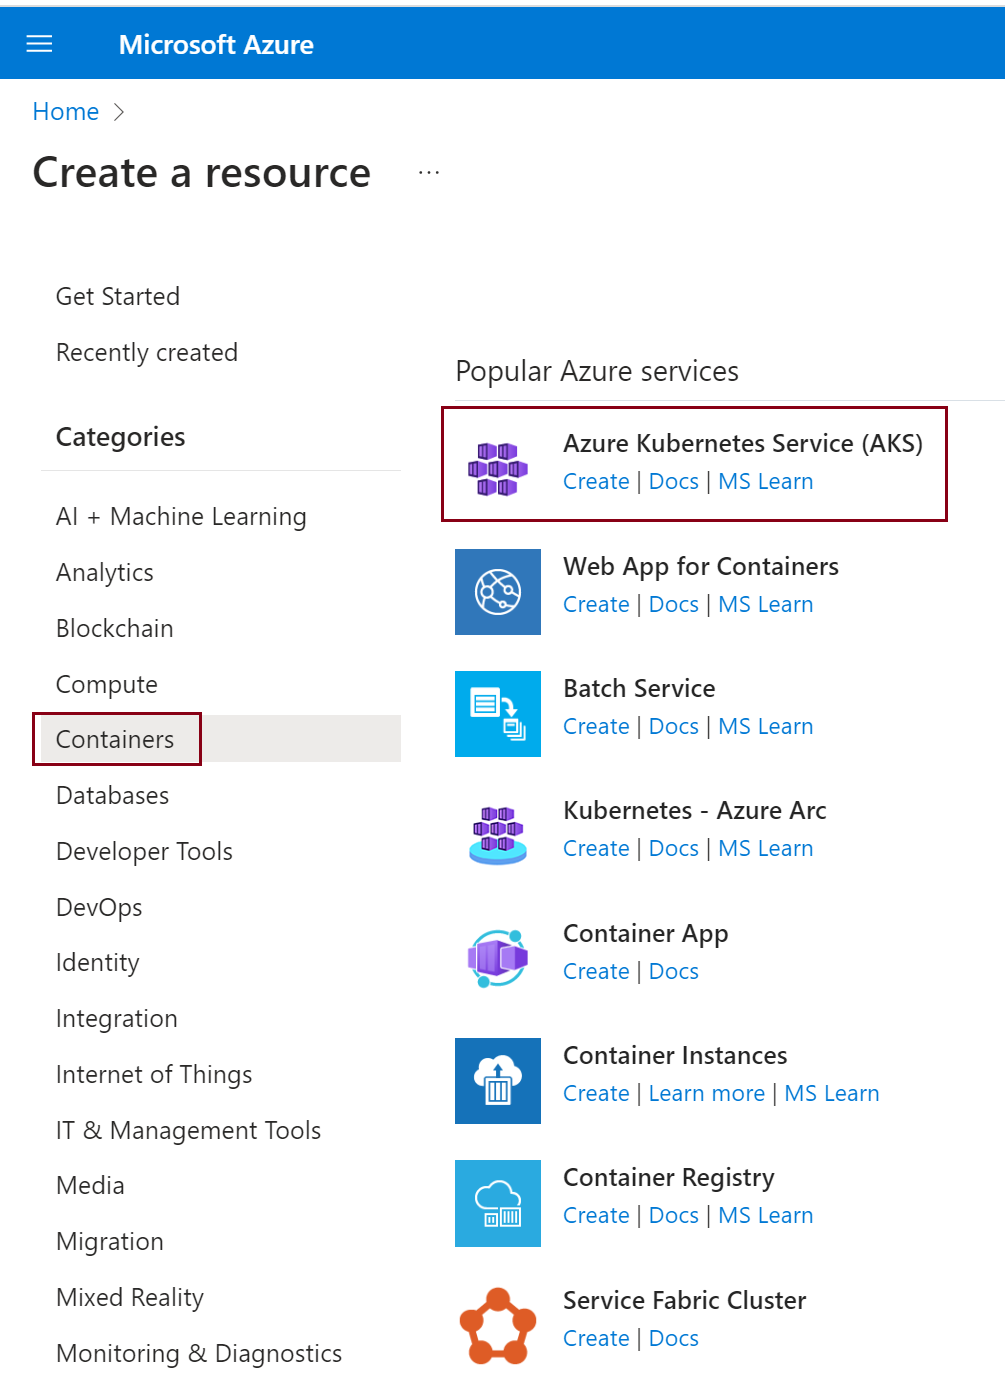 Microsoft Azure
Home
Create a resource ...
Get Started
Recently created
Categories
AI + Machine Learning
Analytics
Blockchain
Compute
Containers
Databases
Developer Tools
DevOps
Identity
Integration
Internet of Things
IT & Management Tools
Media
Migration
Mixed Reality
Monitoring & Diagnostics
Popular Azure services
Azure Kubernetes Service (AKS)
Create | Docs | MS Learn
Web App for Containers
Create | Docs | MS Learn
Batch Service
Create | Docs | MS Learn
Kubernetes - Azure Arc
Create | Docs | MS Learn
Container App
Create | Docs
Container Instances
Create | Learn more | MS Learn
Container Registry
Create | Docs | MS Learn
Service Fabric Cluster
Create | Docs